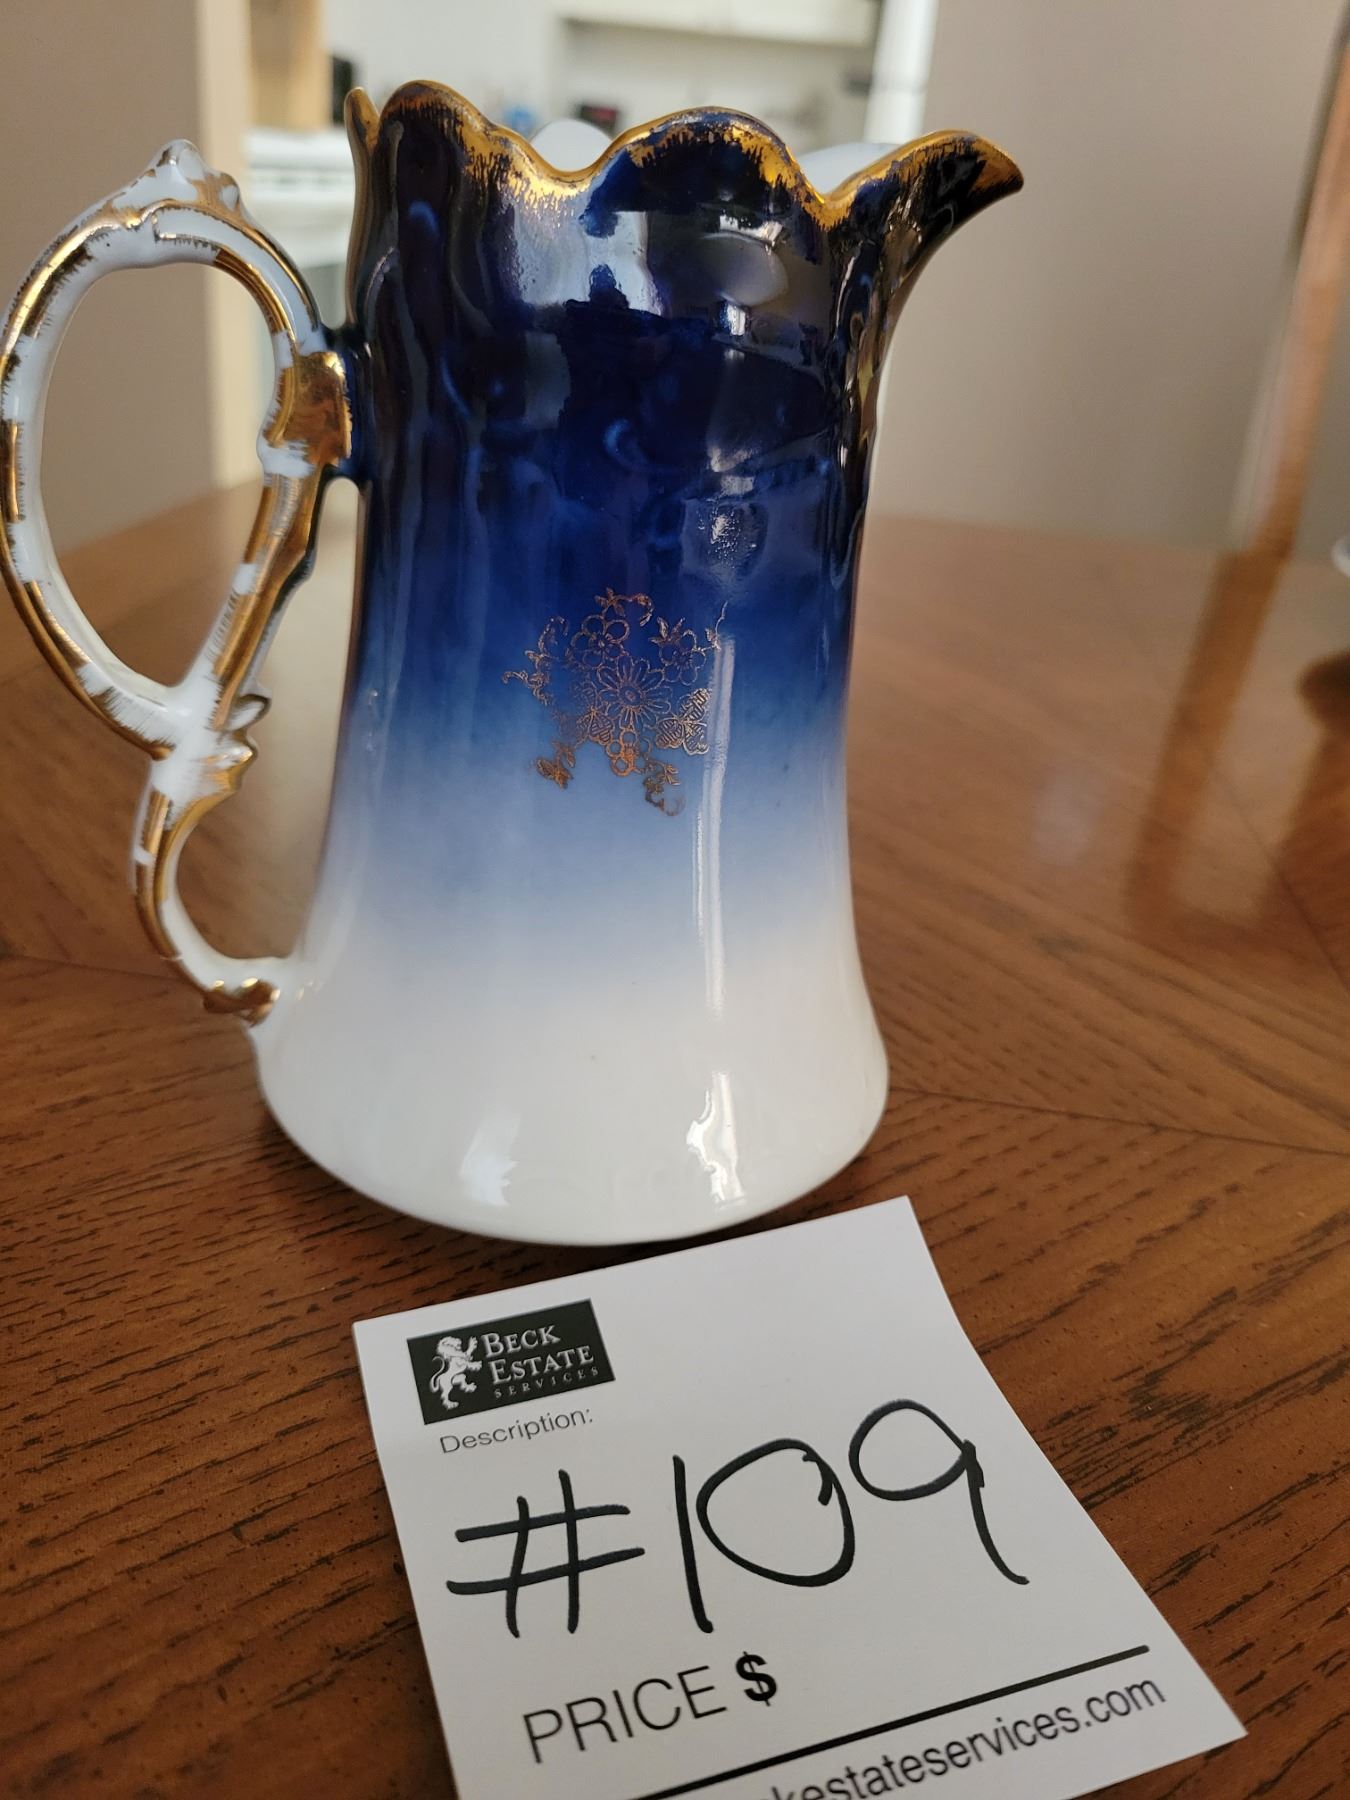 BECK
ESTATE
SERVICES
Description:
#109
PRICE $
kestateservices.com